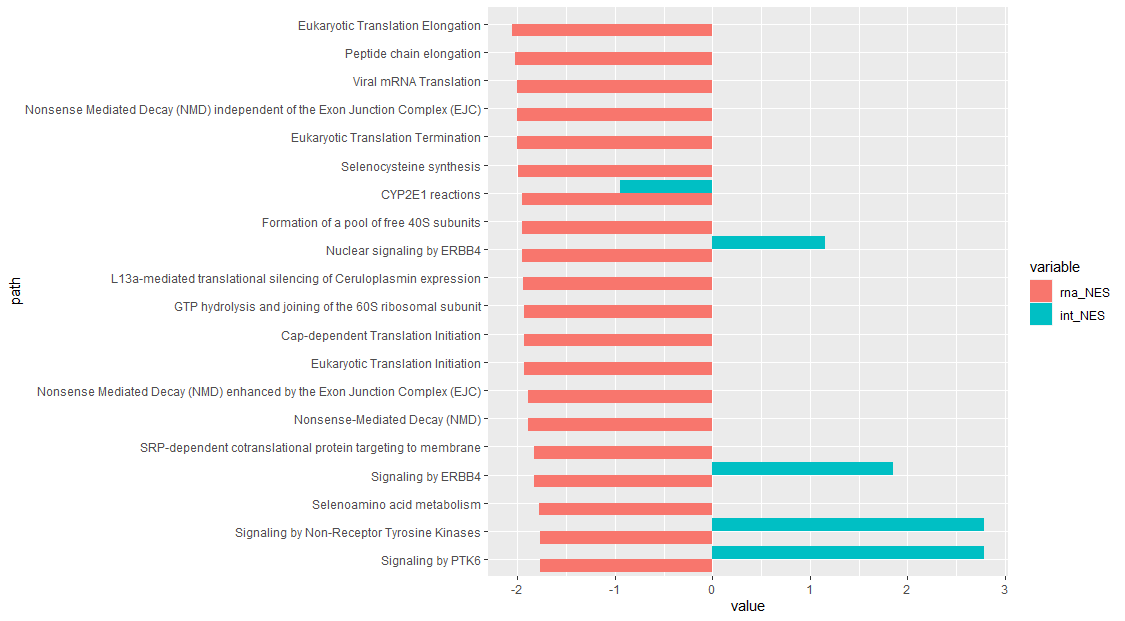 Eukaryotic Translation Elongation
Peptide chain elongation
Viral mRNA Translation
Nonsense Mediated Decay (NMD) independent of the Exon Junction Complex (EJC)
Eukaryotic Translation Termination
Selenocysteine synthesis
CYP2E1 reactions
Formation of a pool of free 40S subunits
Nuclear signaling by ERBB4
L13a-mediated translational silencing of Ceruloplasmin expression
GTP hydrolysis and joining of the 60S ribosomal subunit
Cap-dependent Translation Initiation
Eukaryotic Translation Initiation
Nonsense Mediated Decay (NMD) enhanced by the Exon Junction Complex (EJC)
Nonsense-Mediated Decay (NMD)
SRP-dependent cotranslational protein targeting to membrane
Signaling by ERBB4
Selenoamino acid metabolism
Signaling by Non-Receptor Tyrosine Kinases
Signaling by PTK6
path
-2 -1 0 1 2 3
value
variable
rna_NES
int_NES